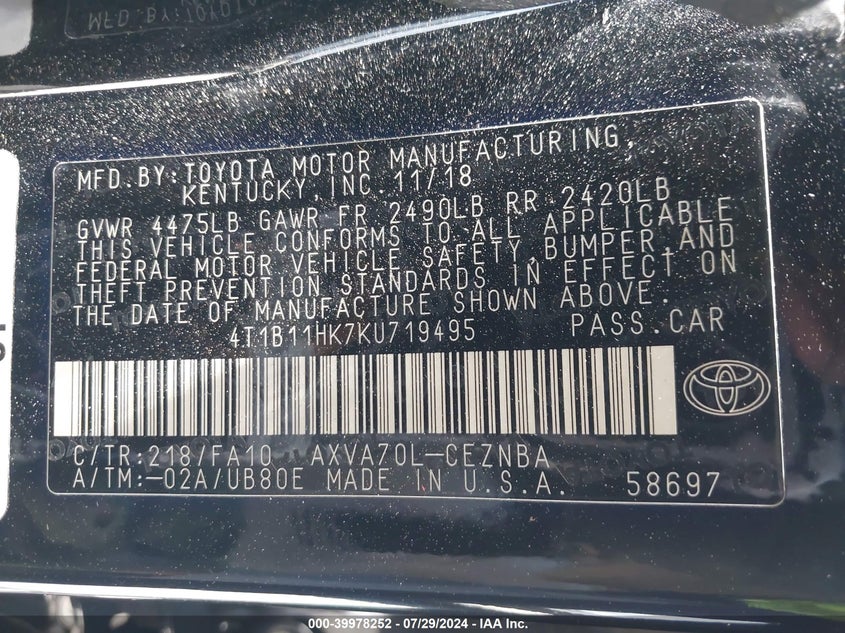 MFD. BY: TOYOTA MOTOR MANUFACTURING,
KENTUCKY, INC. 11/18
GVWR 4475LB GAWR FR 2490LB RR 2420LB
THIS VEHICLE CONFORMS TO ALL APPLICABLE
FEDERAL MOTOR VEHICLE SAFETY, BUMPER, AND
THEFT PREVENTION STANDARDS IN EFFECT ON
THE DATE OF MANUFACTURE SHOWN ABOVE.
4T1B11HK7KU719495 PASS. CAR
C/TR: 218/FA10 AXVA70L-CEZNBA
A/TM: -02A/UB80E MADE IN U.S.A. 58697
000-39978252 - 07/29/2024 - IAA Inc.